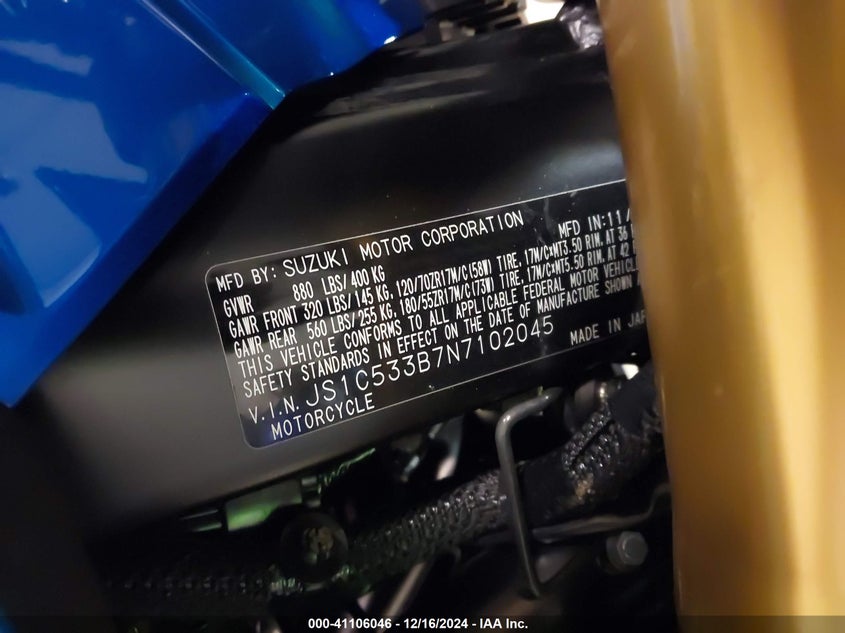 MFD BY: SUZUKI MOTOR CORPORATION MFD IN: 11/
GVWR 880 LBS/ 400 KG
GAWR FRONT 320 LBS/ 145 KG, 120/70ZR17M/C(58W) TIRE, 17M/C×MT3.50 RIM, AT 36
GAWR REAR 560 LBS/ 255 KG, 180/55ZR17M/C(73W) TIRE, 17M/C×MT5.50 RIM, AT 42
THIS VEHICLE CONFORMS TO ALL APPLICABLE FEDERAL MOTOR VEHICLE
SAFETY STANDARDS IN EFFECT ON THE DATE OF MANUFACTURE SHOWN
V.I.N. JS1C533B7N7102045 MADE IN JAP
MOTORCYCLE
000-41106046 - 12/16/2024 - IAA Inc.